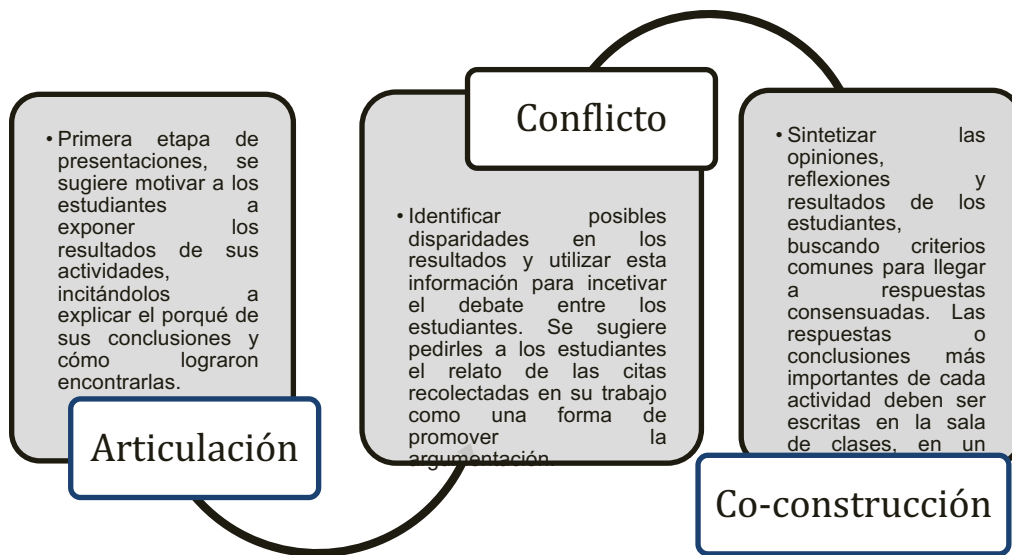 • Primera etapa de
presentaciones, se
sugiere motivar a los
estudiantes a
exponer los
resultados de sus
actividades,
incitándolos a
explicar el porqué de
sus conclusiones y
cómo lograron
encontrarlas.
Articulación
Conflicto
• Identificar posibles
disparidades en los
resultados y utilizar esta
información para incetivar
el debate entre los
estudiantes. Se sugiere
pedirles a los estudiantes
el relato de las citas
recolectadas en su trabajo
como una forma de
promover la
argumentación.
• Sintetizar las
opiniones,
reflexiones y
resultados de los
estudiantes,
buscando criterios
comunes para llegar
a respuestas
consensuadas. Las
respuestas o
conclusiones más
importantes de cada
actividad deben ser
escritas en la sala
de clases, en un
Co-construcción